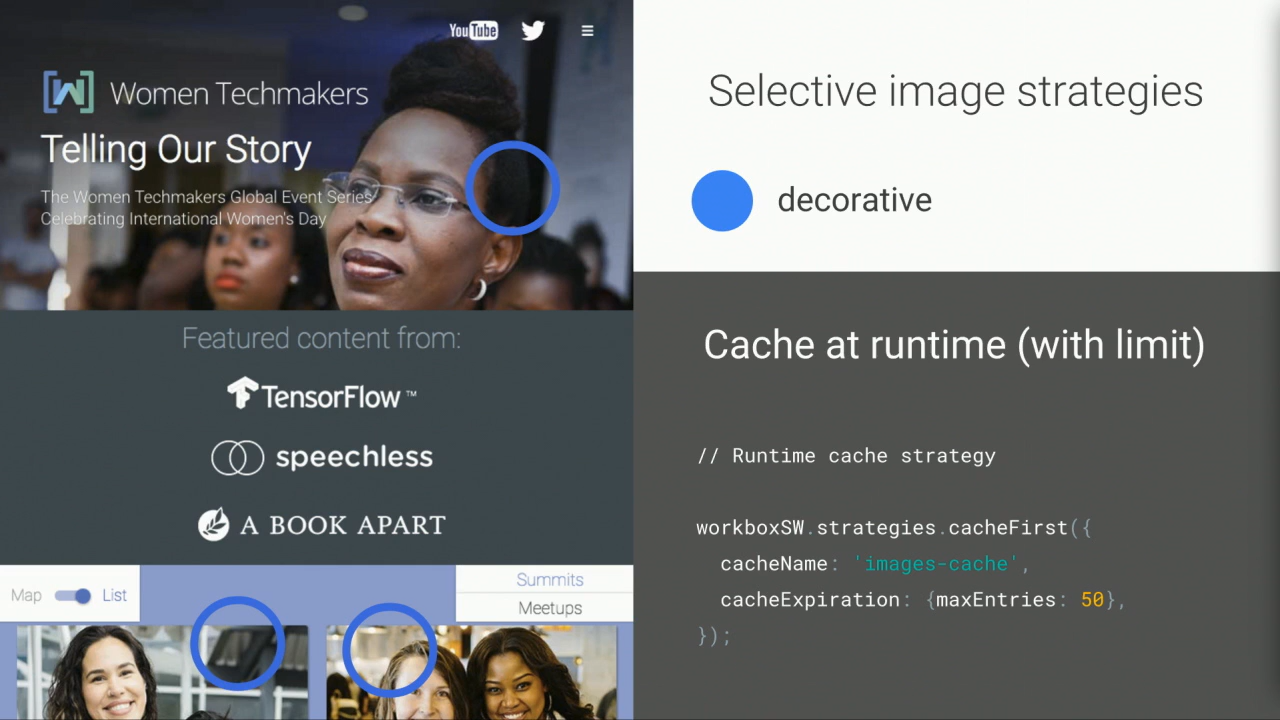 YouTube
[W] Women Techmakers
Telling Our Story
The Women Techmakers Global Event Series
Celebrating International Women's Day
Featured content from:
TensorFlow™
speechless
A BOOK APART
Map
List
Summits
Meetups
Selective image strategies
decorative
Cache at runtime (with limit)
// Runtime cache strategy
workboxSW.strategies.cacheFirst({
cacheName: 'images-cache',
cacheExpiration: {maxEntries: 50},
});